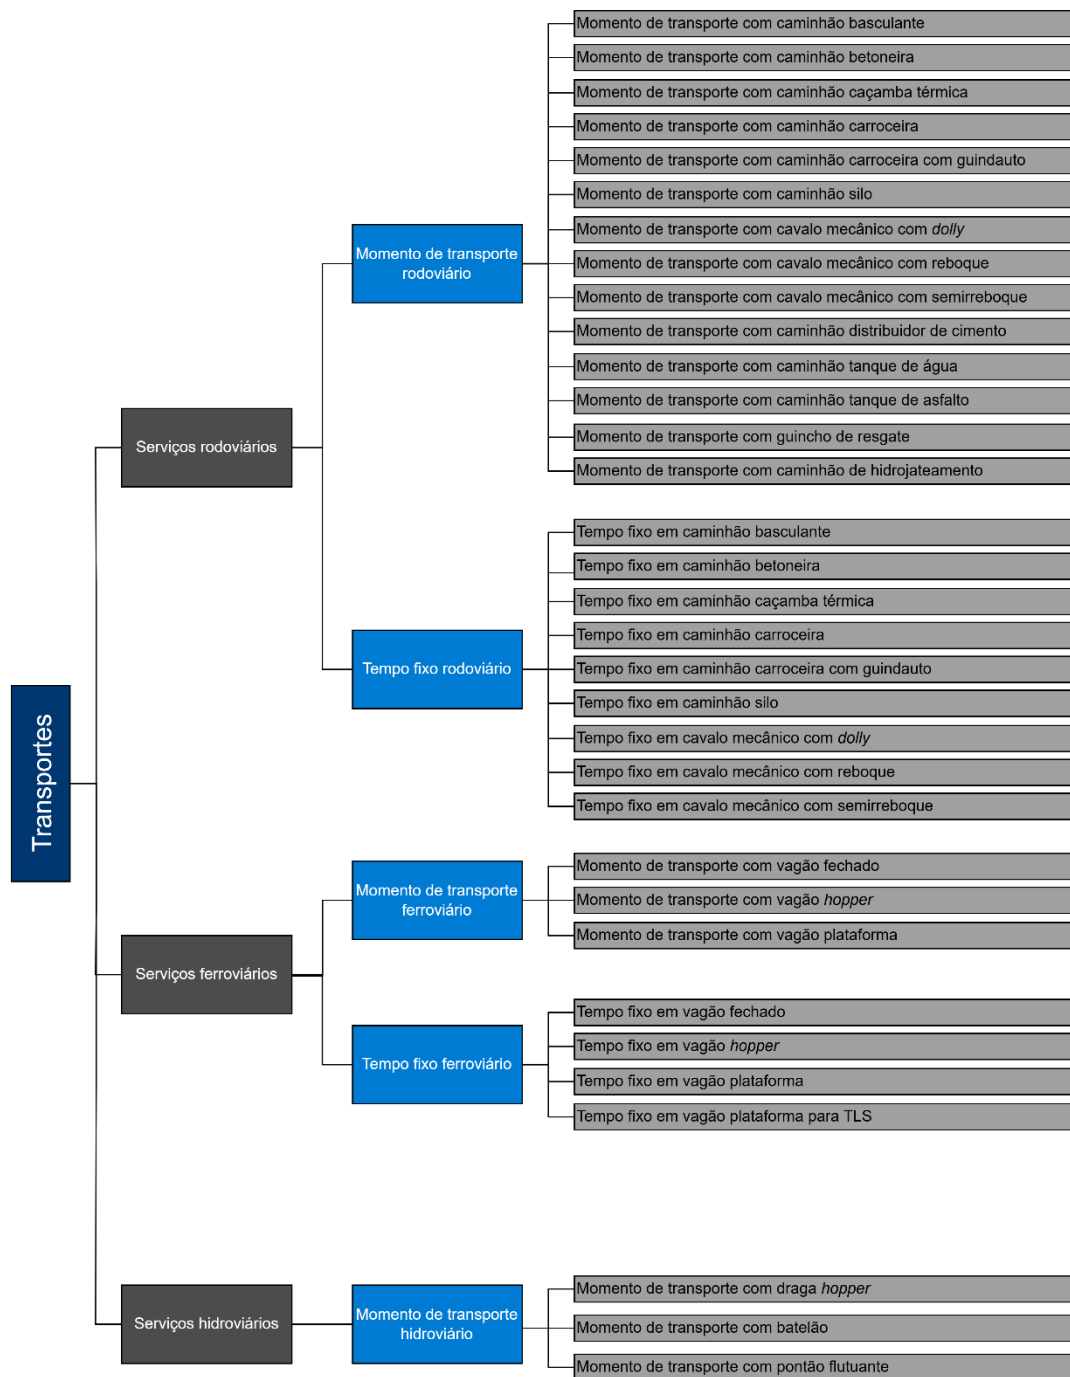 Transportes
Serviços rodoviários
Momento de transporte
rodoviário
Momento de transporte com caminhão basculante
Momento de transporte com caminhão betoneira
Momento de transporte com caminhão caçamba térmica
Momento de transporte com caminhão carroceira
Momento de transporte com caminhão carroceira com guindauto
Momento de transporte com caminhão silo
Momento de transporte com cavalo mecânico com dolly
Momento de transporte com cavalo mecânico com reboque
Momento de transporte com cavalo mecânico com semirreboque
Momento de transporte com caminhão distribuidor de cimento
Momento de transporte com caminhão tanque de água
Momento de transporte com caminhão tanque de asfalto
Momento de transporte com guincho de resgate
Momento de transporte com caminhão de hidrojateamento
Tempo fixo rodoviário
Tempo fixo em caminhão basculante
Tempo fixo em caminhão betoneira
Tempo fixo em caminhão caçamba térmica
Tempo fixo em caminhão carroceira
Tempo fixo em caminhão carroceira com guindauto
Tempo fixo em caminhão silo
Tempo fixo em cavalo mecânico com dolly
Tempo fixo em cavalo mecânico com reboque
Tempo fixo em cavalo mecânico com semirreboque
Serviços ferroviários
Momento de transporte
ferroviário
Momento de transporte com vagão fechado
Momento de transporte com vagão hopper
Momento de transporte com vagão plataforma
Tempo fixo ferroviário
Tempo fixo em vagão fechado
Tempo fixo em vagão hopper
Tempo fixo em vagão plataforma
Tempo fixo em vagão plataforma para TLS
Serviços hidroviários
Momento de transporte
hidroviário
Momento de transporte com draga hopper
Momento de transporte com batelão
Momento de transporte com pontão flutuante